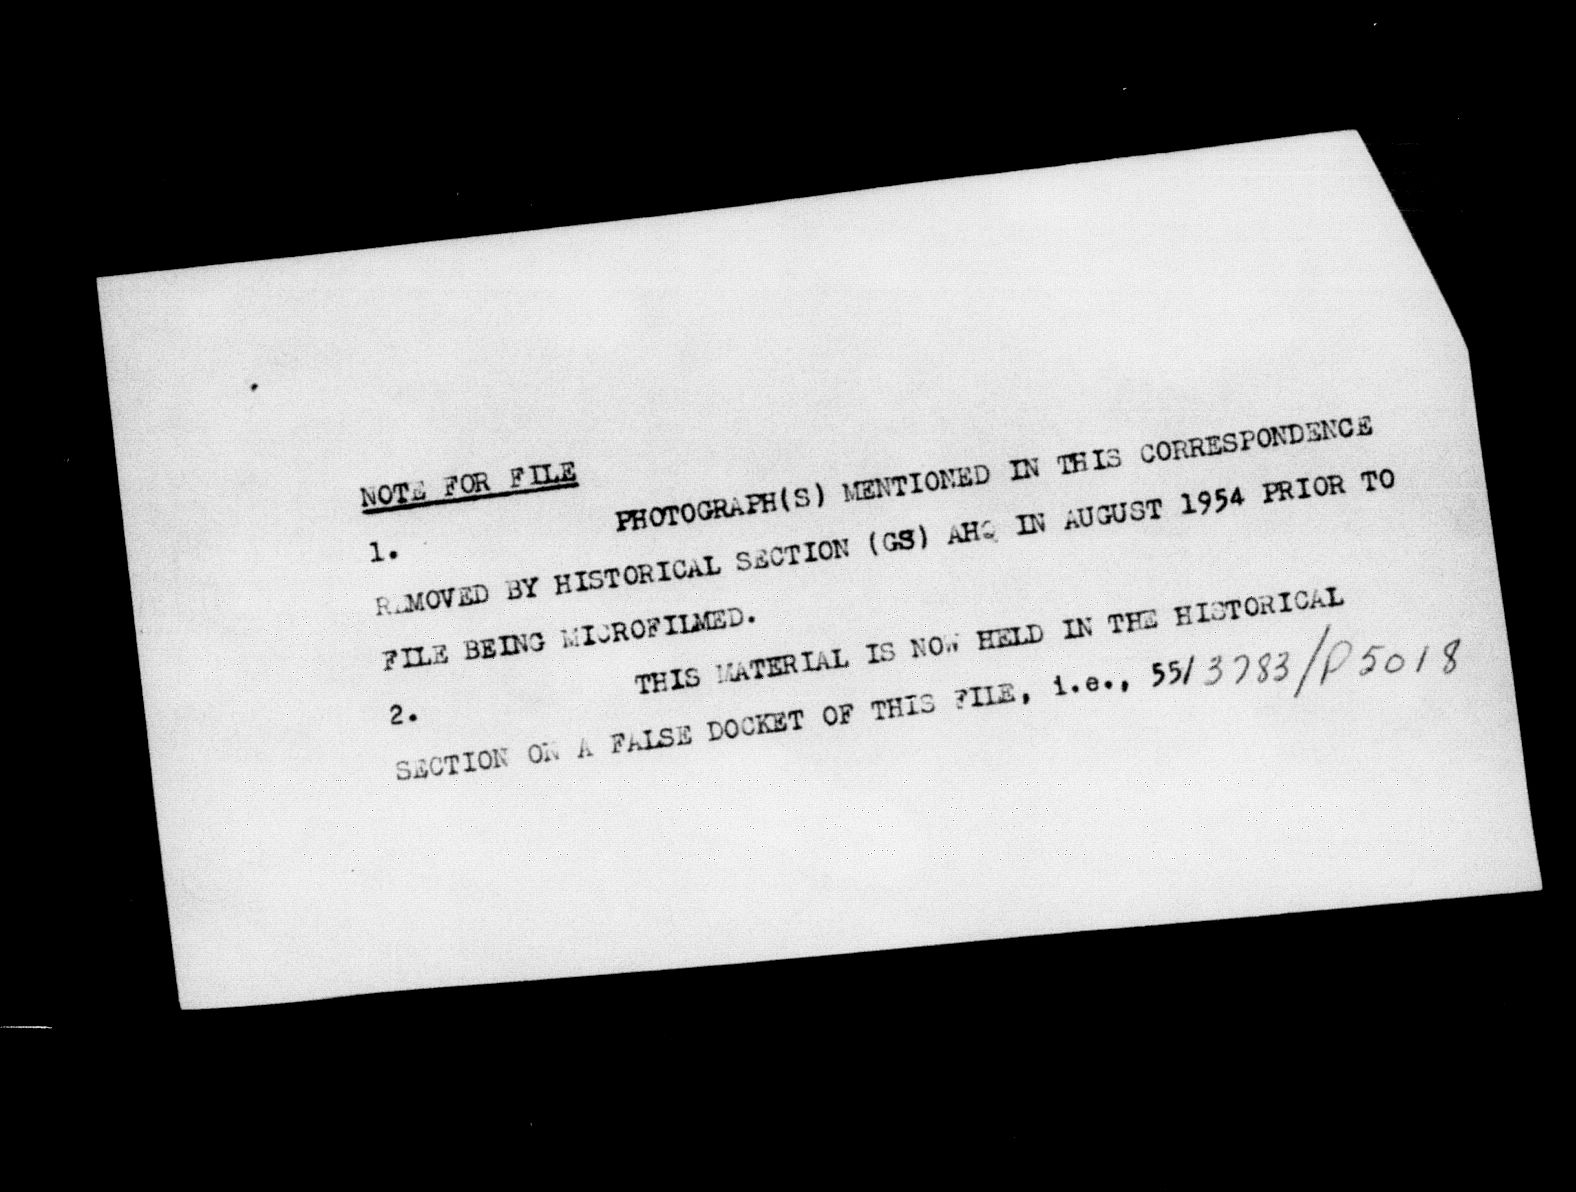 NOTE FOR FILE
1. PHOTOGRAPH(S) MENTIONED IN THIS CORRESPONDENCE
REMOVED BY HISTORICAL SECTION (GS) AHQ IN AUGUST 1954 PRIOR TO
FILE BEING MICROFILMED.
2. THIS MATERIAL IS NOW HELD IN THE HISTORICAL
SECTION ON A FALSE DOCKET OF THIS FILE, i.e., 55/3783/P5018